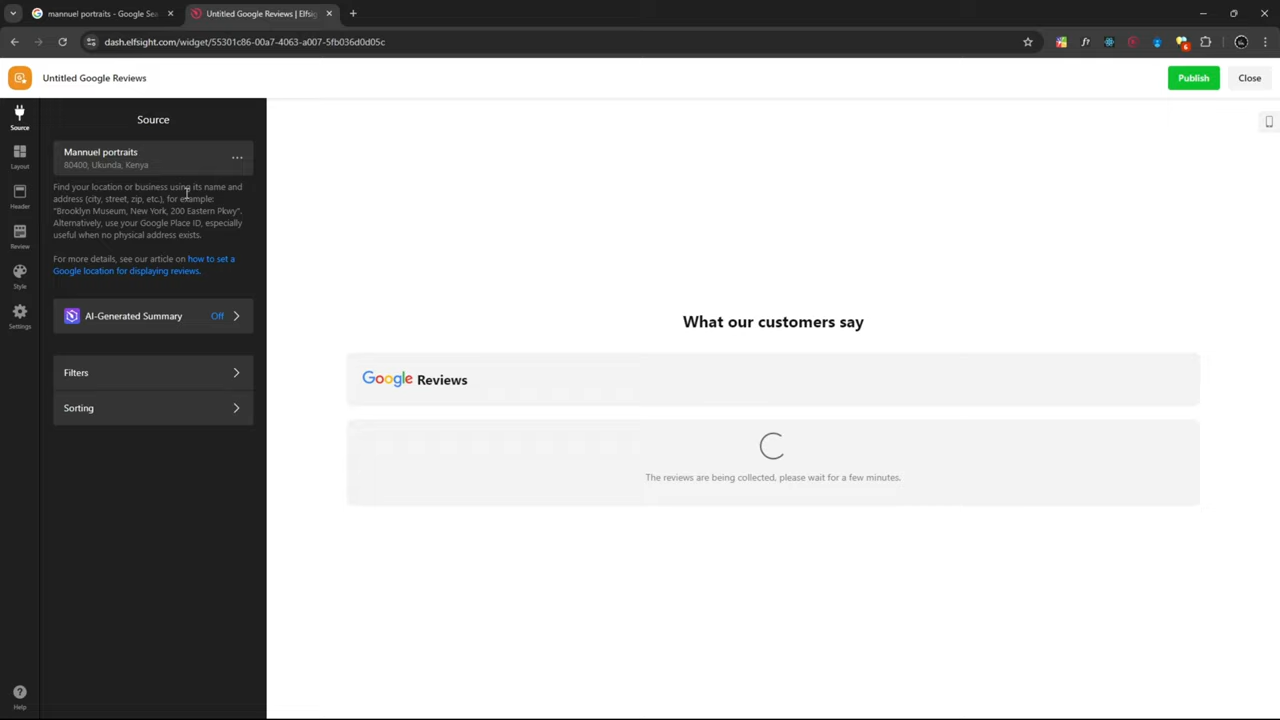 mannuel portraits - Google Sea
Untitled Google Reviews | Elfsig
dash.elfsight.com/widget/55301c86-00a7-4063-a007-5fb036d0d05c
Untitled Google Reviews
Publish
Close
Source
Layout
Header
Review
Style
Settings
Help
Source
Mannuel portraits
80400, Ukunda, Kenya
Find your location or business using its name and
address (city, street, zip, etc.), for example:
"Brooklyn Museum, New York, 200 Eastern Pkwy".
Alternatively, use your Google Place ID, especially
useful when no physical address exists.
For more details, see our article on how to set a
Google location for displaying reviews.
AI-Generated Summary Off
Filters
Sorting
What our customers say
Google Reviews
The reviews are being collected, please wait for a few minutes.